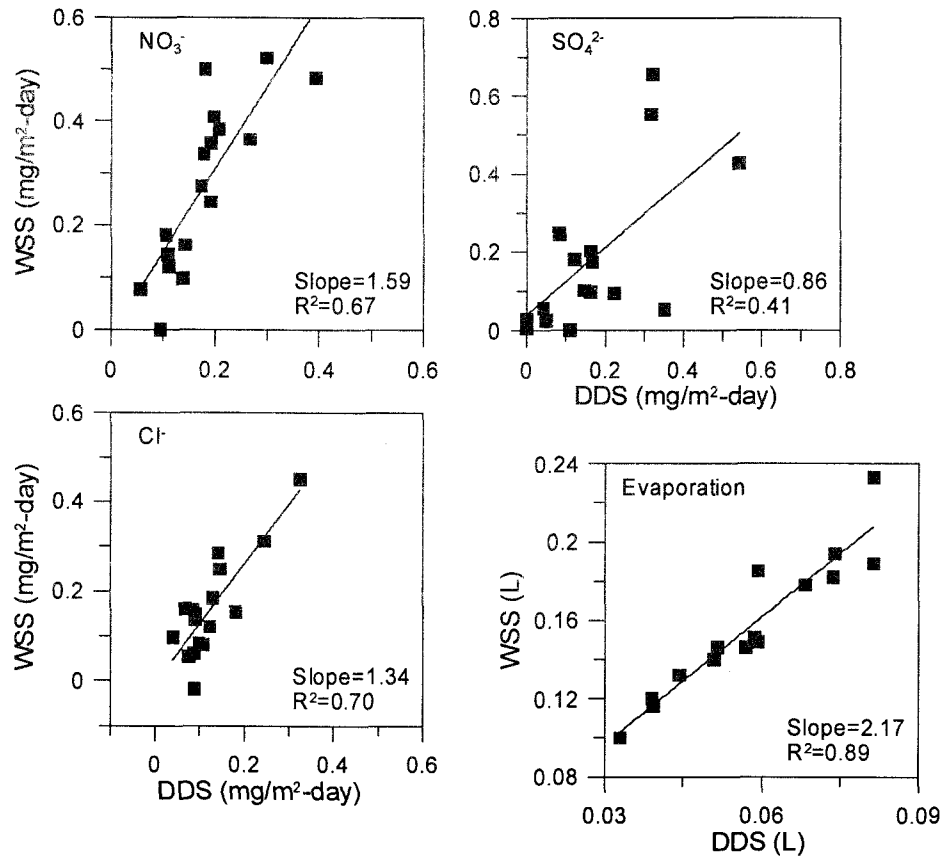 NO₃⁻
WSS (mg/m²-day)
0.6
0.4
0.2
0
Slope=1.59
R²=0.67
0 0.2 0.4 0.6
SO₄²⁻
WSS (mg/m²-day)
0.8
0.6
0.4
0.2
0
Slope=0.86
R²=0.41
0 0.2 0.4 0.6 0.8
DDS (mg/m²-day)
Cl⁻
WSS (mg/m²-day)
0.6
0.4
0.2
0
Slope=1.34
R²=0.70
0 0.2 0.4 0.6
DDS (mg/m²-day)
Evaporation
WSS (L)
0.24
0.2
0.16
0.12
0.08
Slope=2.17
R²=0.89
0.03 0.06 0.09
DDS (L)